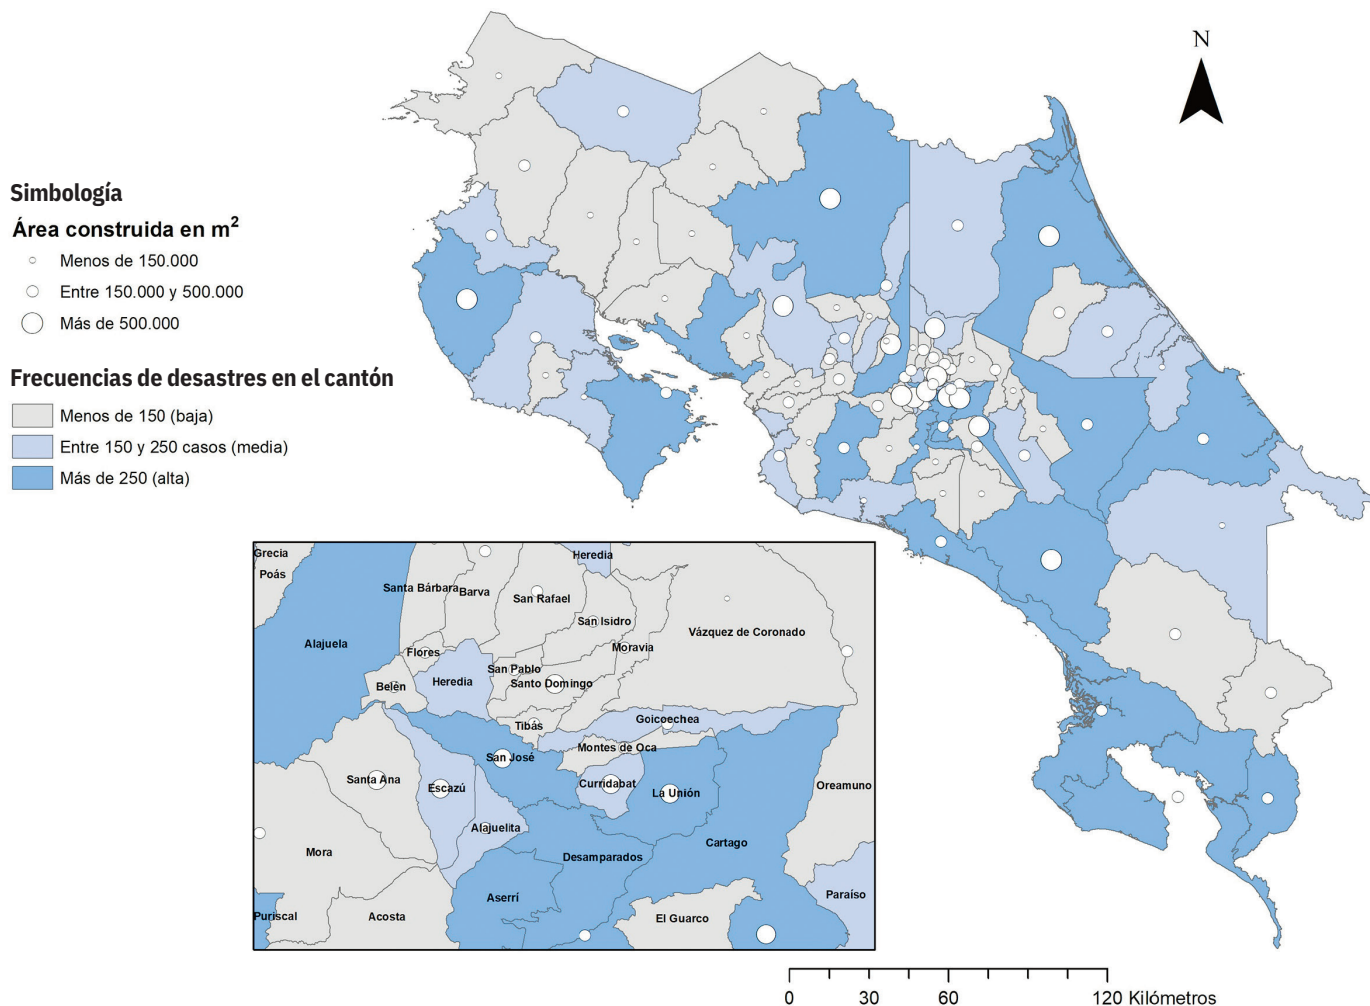 N
Simbología
Área construida en m²
Menos de 150.000
Entre 150.000 y 500.000
Más de 500.000
Frecuencias de desastres en el cantón
Menos de 150 (baja)
Entre 150 y 250 casos (media)
Más de 250 (alta)
Grecia
Heredia
Poás
Santa Bárbara
Barva
San Rafael
San Isidro
Vázquez de Coronado
Alajuela
Moravia
Flores
San Pablo
Heredia
Santo Domingo
Belén
Goicoechea
Tibás
Montes de Oca
San José
Santa Ana
Escazú
Curridabat
La Unión
Oreamuno
Alajuelita
Cartago
Mora
Desamparados
Paraíso
Aserrí
Puriscal
Acosta
El Guarco
0 30 60 120 Kilómetros